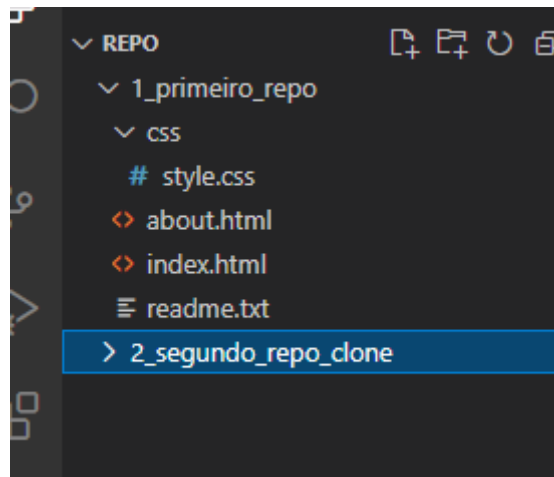 REPO
1_primeiro_repo
css
# style.css
<> about.html
<> index.html
readme.txt
2_segundo_repo_clone